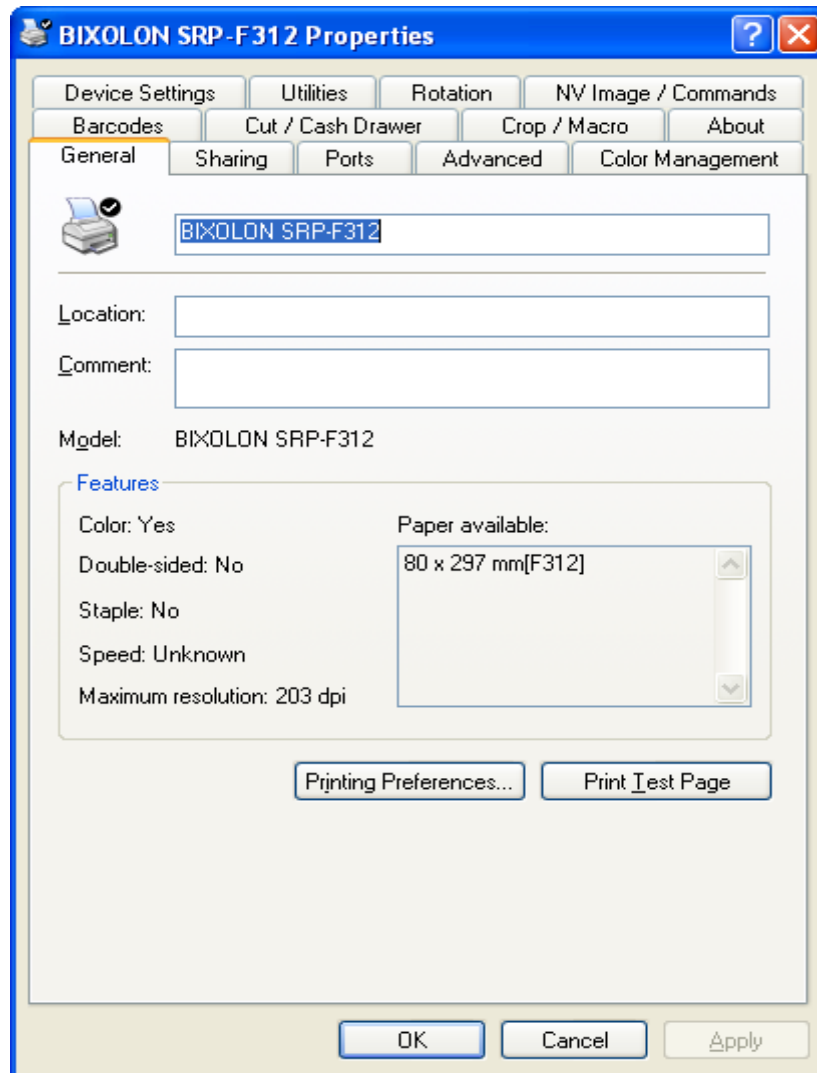 BIXOLON SRP-F312 Properties
Device Settings Utilities Rotation NV Image / Commands
Barcodes Cut / Cash Drawer Crop / Macro About
General Sharing Ports Advanced Color Management
BIXOLON SRP-F312
Location:
Comment:
Model: BIXOLON SRP-F312
Features
Color: Yes Paper available:
Double-sided: No 80 x 297 mm[F312]
Staple: No
Speed: Unknown
Maximum resolution: 203 dpi
Printing Preferences... Print Test Page
OK Cancel Apply